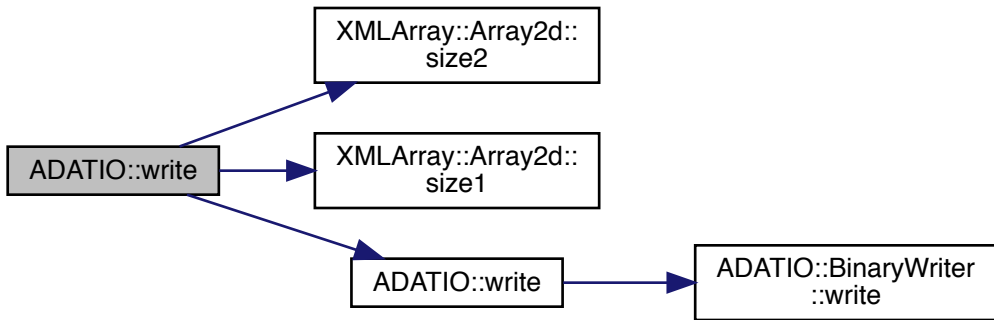 XMLArray::Array2d::
size2
ADATIO::write
XMLArray::Array2d::
size1
ADATIO::write
ADATIO::BinaryWriter
::write